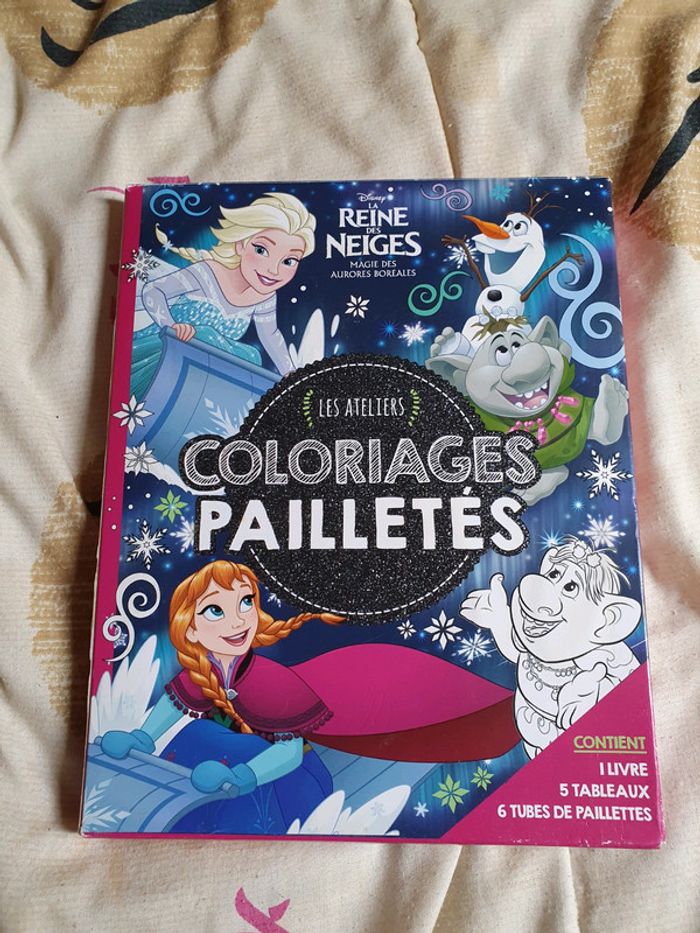 Disney
LA
REINE
DES
NEIGES
MAGIE DES
AURORES BORÉALES
LES ATELIERS
COLORIAGES
PAILLETÉS
CONTIENT
1 LIVRE
5 TABLEAUX
6 TUBES DE PAILLETTES